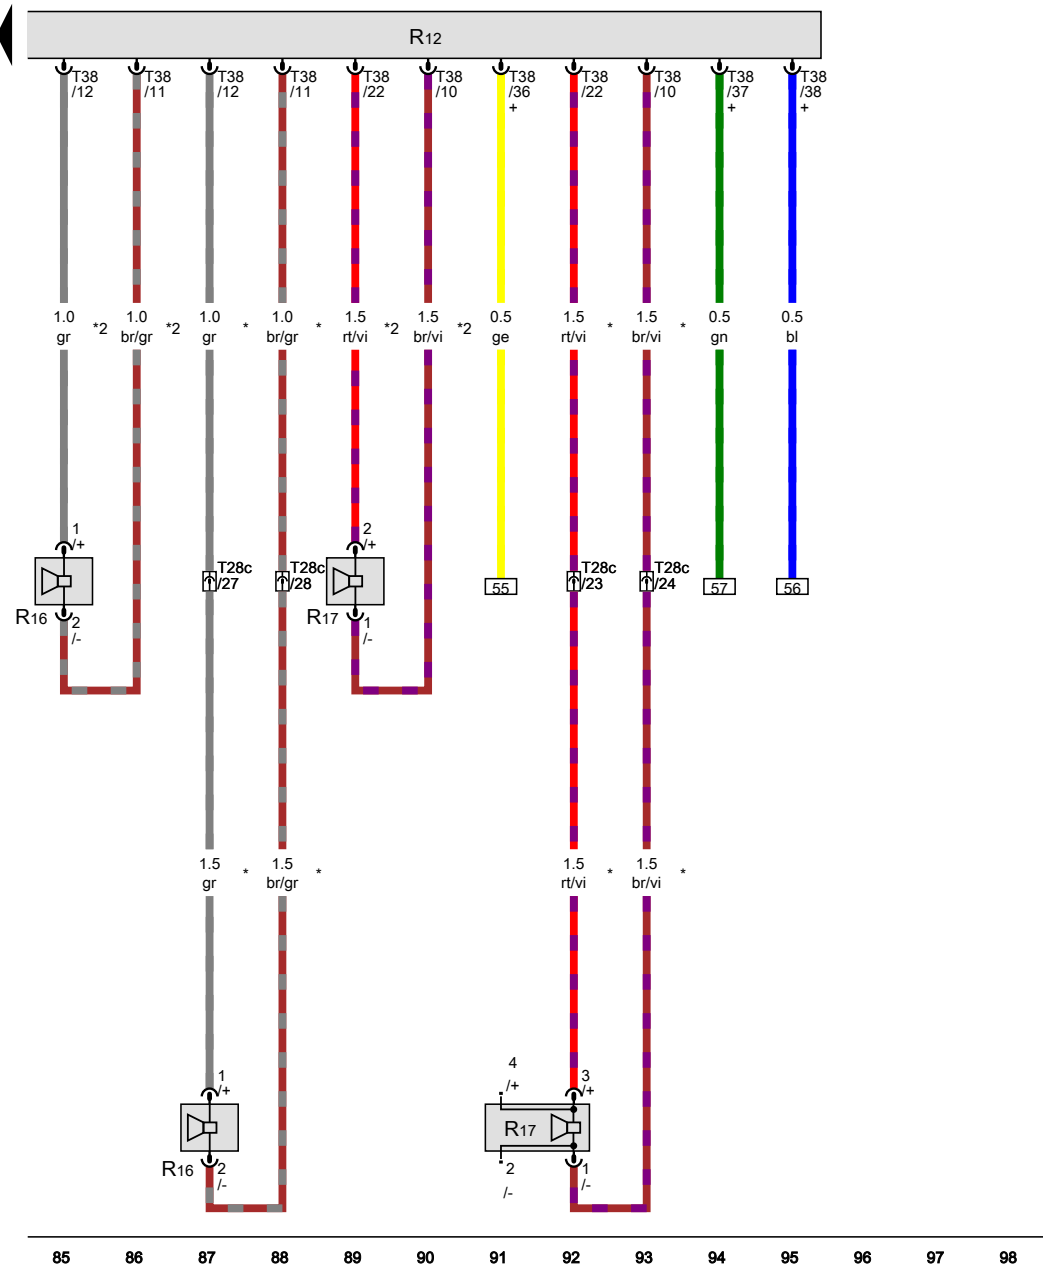 R12
T38 T38 T38 T38 T38 T38 T38 T38 T38 T38 T38
/12 /11 /12 /11 /22 /10 /36 /22 /10 /37 /38
+ + +
1.0 1.0 1.0 1.0 1.5 1.5 0.5 1.5 1.5 0.5 0.5
*2 *2 * * *2 *2 * *
gr br/gr gr br/gr rt/vi br/vi ge rt/vi br/vi gn bl
1 2
/+ /+
T28c T28c T28c T28c
/27 /28 /23 /24
55 57 56
R16 2 R17 1
/- /-
1.5 1.5 1.5 1.5
* * * *
gr br/gr rt/vi br/vi
4
1 3
/+ /+ /+
R17
R16 2 2 1
/- /-
/-
85 86 87 88 89 90 91 92 93 94 95 96 97 98